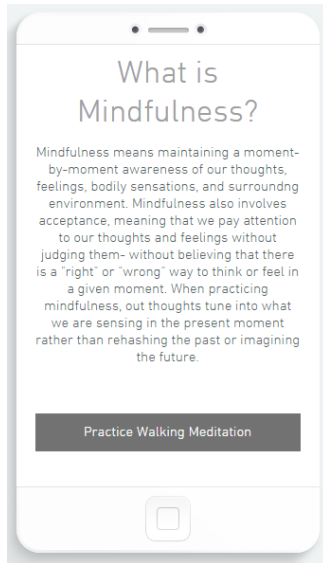 What is
Mindfulness?
Mindfulness means maintaining a moment-
by-moment awareness of our thoughts,
feelings, bodily sensations, and surroundng
environment. Mindfulness also involves
acceptance, meaning that we pay attention
to our thoughts and feelings without
judging them- without believing that there
is a "right" or "wrong" way to think or feel in
a given moment. When practicing
mindfulness, out thoughts tune into what
we are sensing in the present moment
rather than rehashing the past or imagining
the future.
Practice Walking Meditation